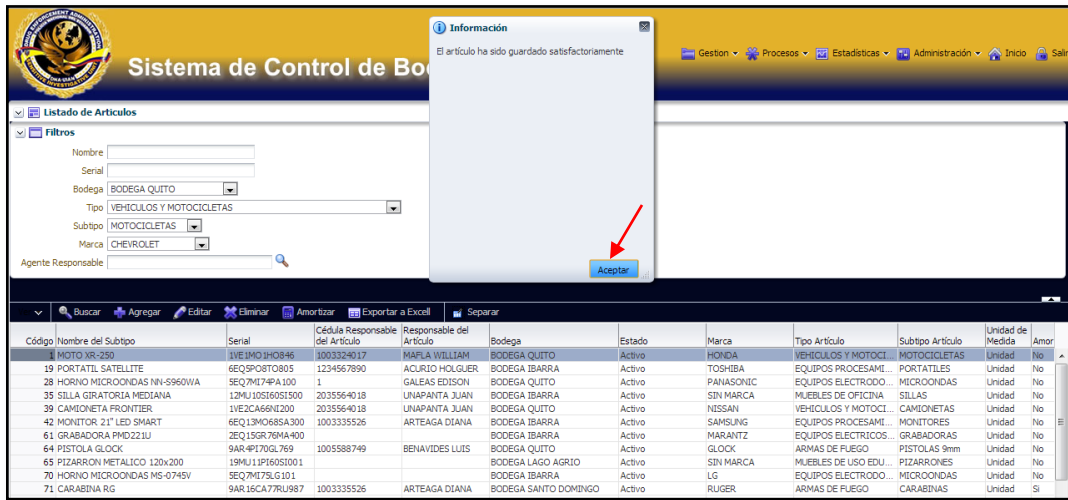 Sistema de Control de Bo
Gestion Procesos Estadísticas Administración Inicio Salir
Información
El artículo ha sido guardado satisfactoriamente
Aceptar
Listado de Articulos
Filtros
Nombre
Serial
Bodega BODEGA QUITO
Tipo VEHICULOS Y MOTOCICLETAS
Subtipo MOTOCICLETAS
Marca CHEVROLET
Agente Responsable
Buscar Agregar Editar Eliminar Amortizar Exportar a Excell Separar
Código Nombre del Subtipo Serial Cédula Responsable del Artículo Responsable del Artículo Bodega Estado Marca Tipo Artículo Subtipo Artículo Unidad de Medida Amor
1 MOTO XR-250 1VE1MO1HO846 1003324017 MAFLA WILLIAM BODEGA QUITO Activo HONDA VEHICULOS Y MOTOCI... MOTOCICLETAS Unidad No
19 PORTATIL SATELLITE 6EQ5PO8TO805 1234567890 ACURIO HOLGUER BODEGA IBARRA Activo TOSHIBA EQUIPOS PROCESAMI... PORTATILES Unidad No
28 HORNO MICROONDAS NN-S960WA 5EQ7MI74PA100 1 GALEAS EDISON BODEGA QUITO Activo PANASONIC EQUIPOS ELECTRODO... MICROONDAS Unidad No
35 SILLA GIRATORIA MEDIANA 12MU10SI60SI500 2035564018 UNAPANTA JUAN BODEGA IBARRA Activo SIN MARCA MUEBLES DE OFICINA SILLAS Unidad No
39 CAMIONETA FRONTIER 1VE2CA66NI200 2035564018 UNAPANTA JUAN BODEGA QUITO Activo NISSAN VEHICULOS Y MOTOCI... CAMIONETAS Unidad No
42 MONITOR 21" LED SMART 6EQ13MO68SA300 1003335526 ARTEAGA DIANA BODEGA IBARRA Activo SAMSUNG EQUIPOS PROCESAMI... MONITORES Unidad No
61 GRABADORA PMD221U 2EQ15GR76MA400 BODEGA IBARRA Activo MARANTZ EQUIPOS ELECTRICOS... GRABADORAS Unidad No
64 PISTOLA GLOCK 9AR4PI70GL769 1005588749 BENAVIDES LUIS BODEGA QUITO Activo GLOCK ARMAS DE FUEGO PISTOLAS 9mm Unidad No
65 PIZARRON METALICO 120x200 19MU11PI60SI001 BODEGA LAGO AGRIO Activo SIN MARCA MUEBLES DE USO EDU... PIZARRONES Unidad No
70 HORNO MICROONDAS MS-0745V 5EQ7MI75LG101 BODEGA IBARRA Activo LG EQUIPOS ELECTRODO... MICROONDAS Unidad No
71 CARABINA RG 9AR16CA77RU987 1003335526 ARTEAGA DIANA BODEGA SANTO DOMINGO Activo RUGER ARMAS DE FUEGO CARABINAS Unidad Si